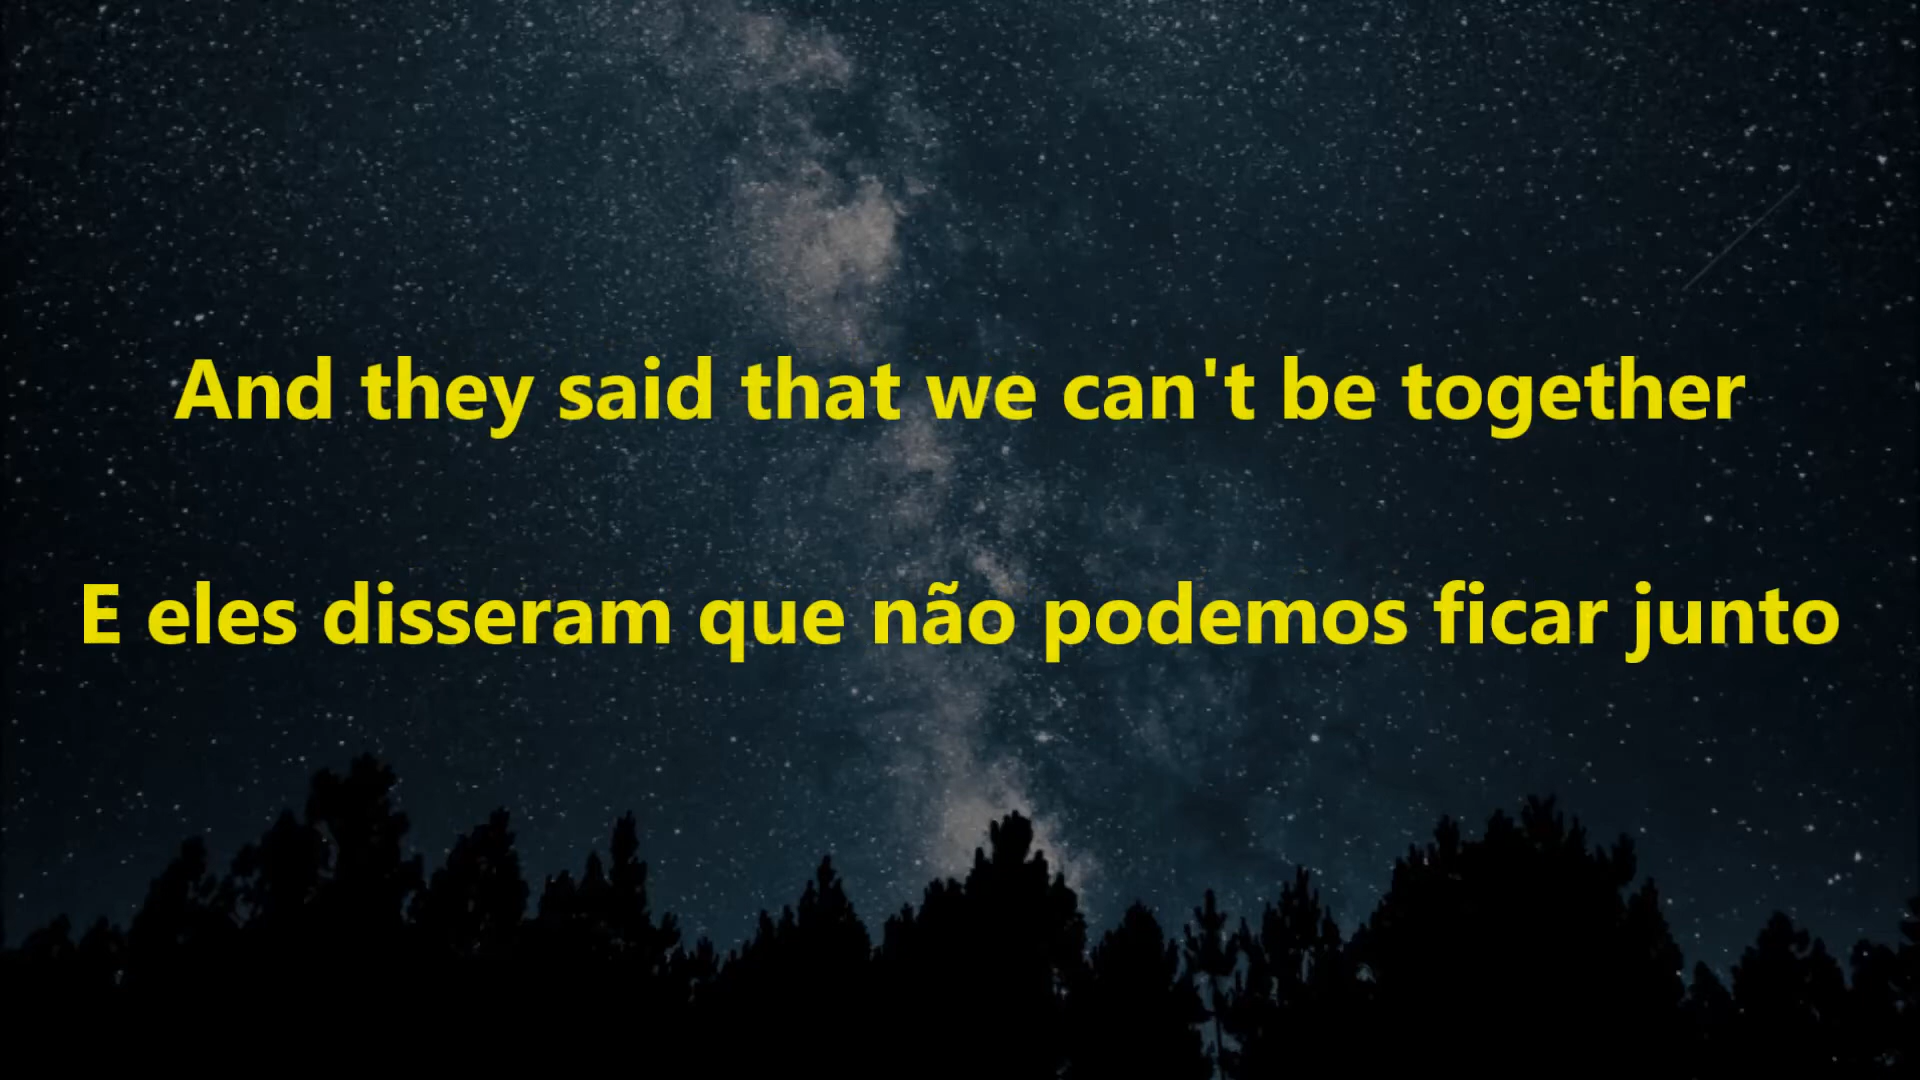 And they said that we can't be together
E eles disseram que não podemos ficar junto